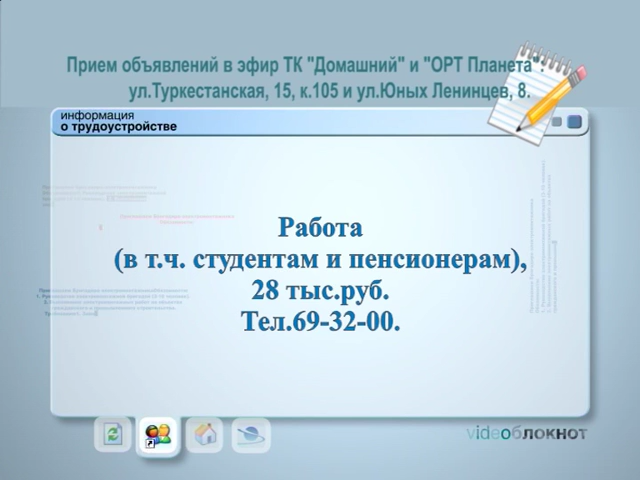 Прием объявлений в эфир ТК "Домашний" и "ОРТ Планета":
ул.Туркестанская, 15, к.105 и ул.Юных Ленинцев, 8.
информация
о трудоустройстве
Работа
(в т.ч. студентам и пенсионерам),
28 тыс.руб.
Тел.69-32-00.
videoблокнот